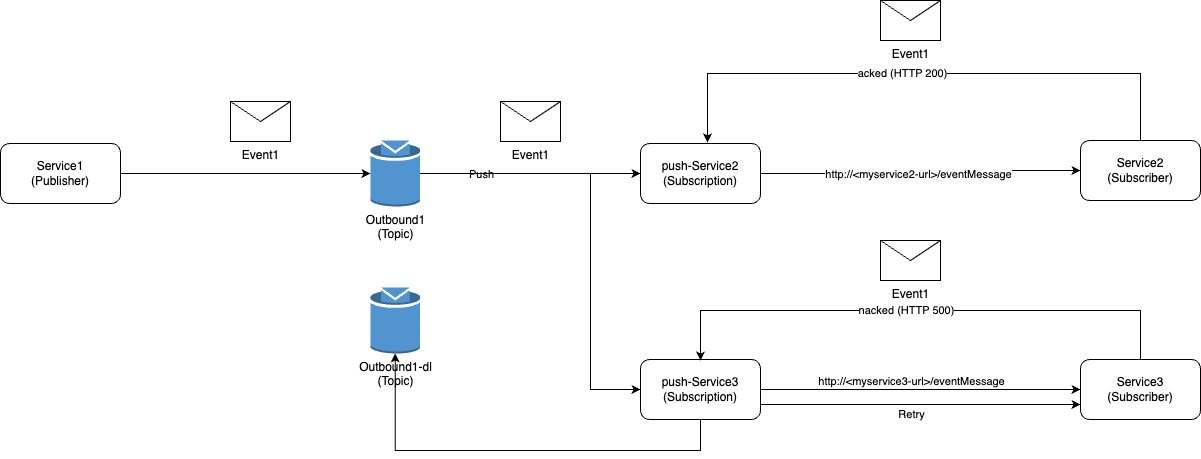 Event1
acked (HTTP 200)
Event1
Event1
Service1
(Publisher)
Push
push-Service2
(Subscription)
http://<myservice2-url>/eventMessage
Service2
(Subscriber)
Outbound1
(Topic)
Event1
nacked (HTTP 500)
Outbound1-dl
(Topic)
push-Service3
(Subscription)
http://<myservice3-url>/eventMessage
Retry
Service3
(Subscriber)